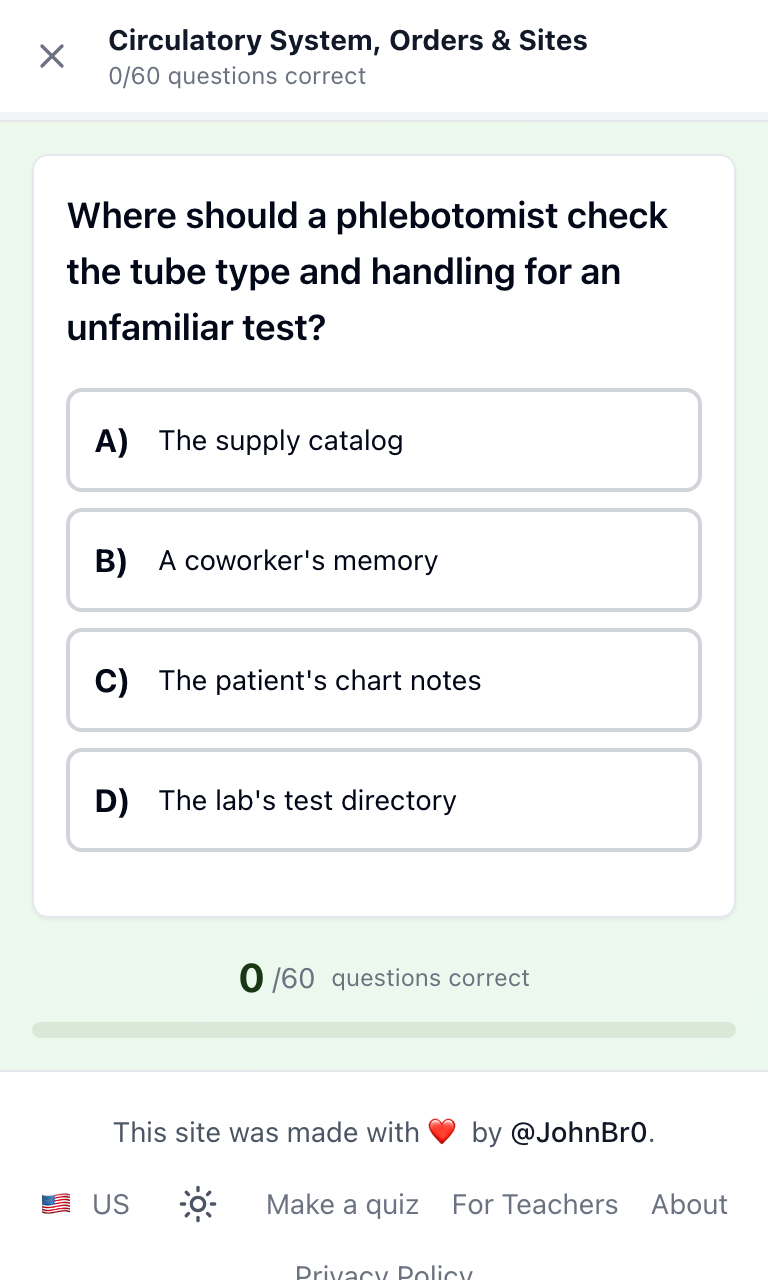 Circulatory System, Orders & Sites
0/60 questions correct
Where should a phlebotomist check
the tube type and handling for an
unfamiliar test?
A) The supply catalog
B) A coworker's memory
C) The patient's chart notes
D) The lab's test directory
0 /60 questions correct
This site was made with ❤️ by @JohnBr0.
🇺🇸 US Make a quiz For Teachers About
Privacy Policy